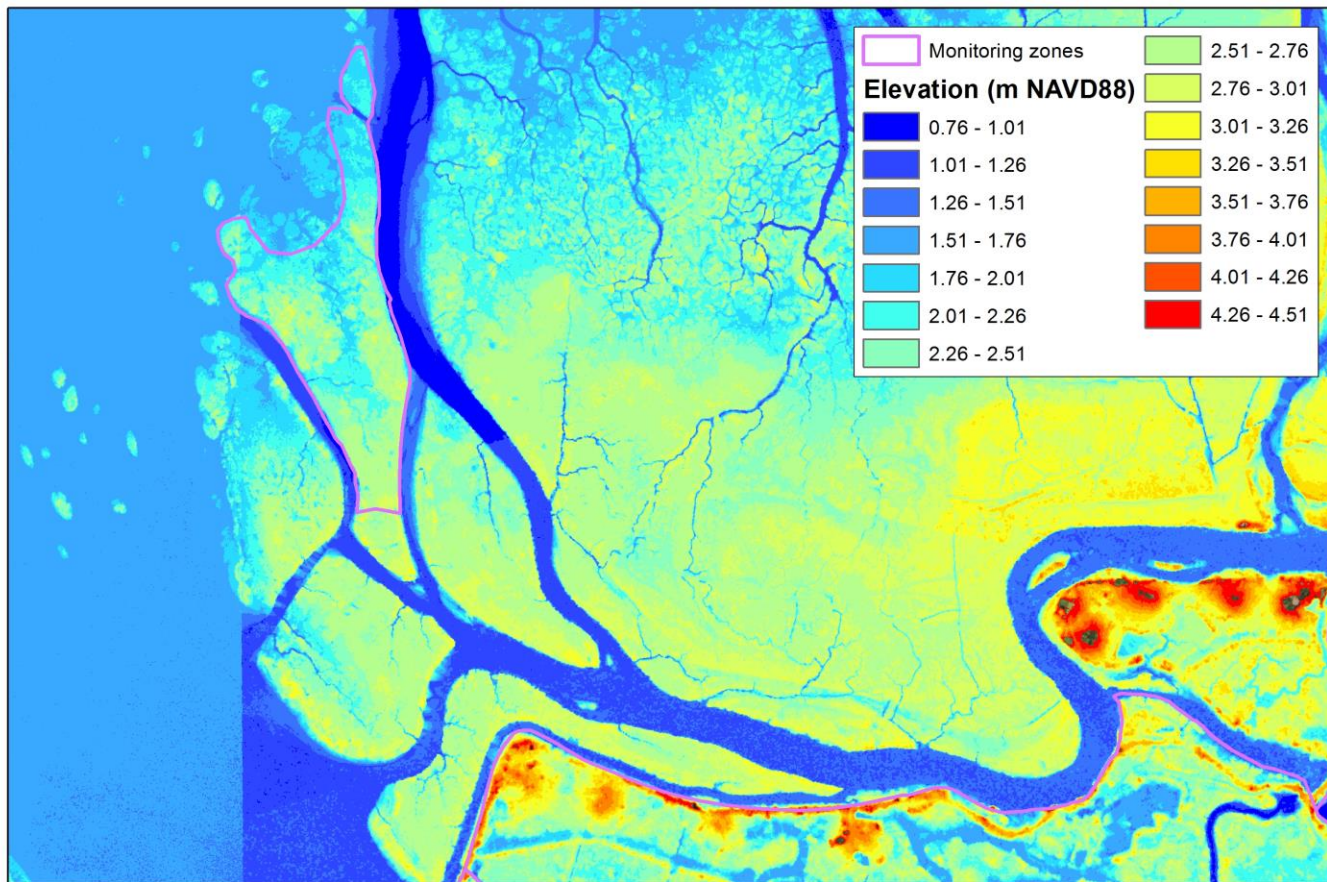 Monitoring zones
Elevation (m NAVD88)
0.76 - 1.01
1.01 - 1.26
1.26 - 1.51
1.51 - 1.76
1.76 - 2.01
2.01 - 2.26
2.26 - 2.51
2.51 - 2.76
2.76 - 3.01
3.01 - 3.26
3.26 - 3.51
3.51 - 3.76
3.76 - 4.01
4.01 - 4.26
4.26 - 4.51